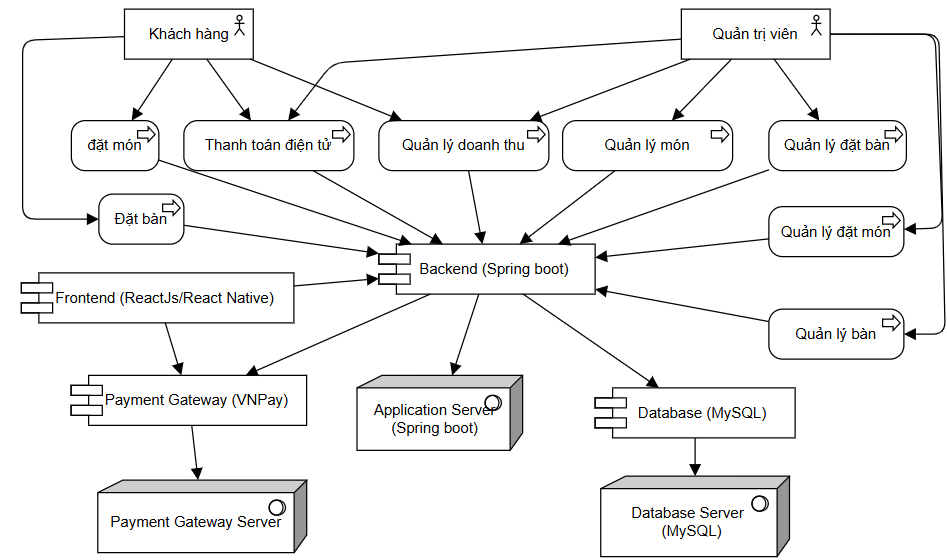 Khách hàng
Quản trị viên
đặt món
Thanh toán điện tử
Quản lý doanh thu
Quản lý món
Quản lý đặt bàn
Đặt bàn
Quản lý đặt món
Backend (Spring boot)
Frontend (ReactJs/React Native)
Quản lý bàn
Payment Gateway (VNPay)
Application Server
(Spring boot)
Database (MySQL)
Payment Gateway Server
Database Server
(MySQL)